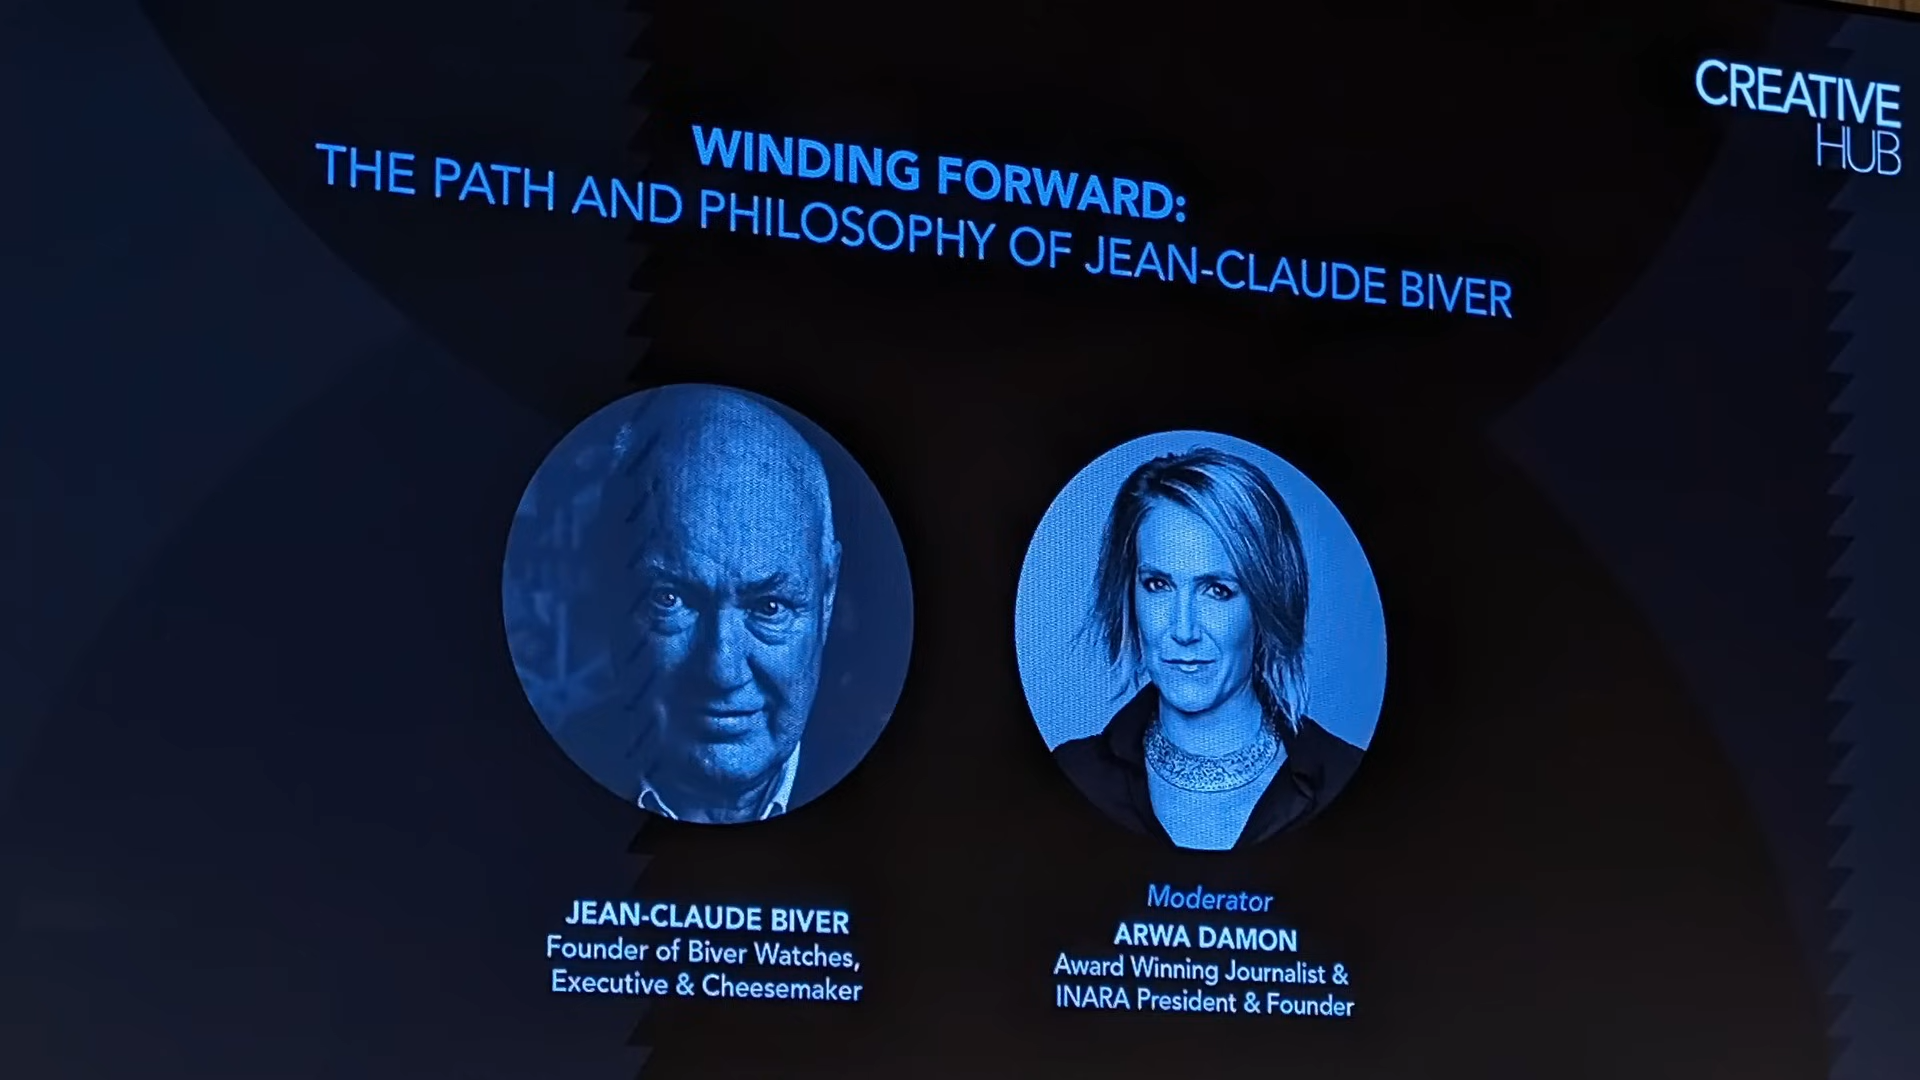 CREATIVE
HUB
WINDING FORWARD:
THE PATH AND PHILOSOPHY OF JEAN-CLAUDE BIVER
JEAN-CLAUDE BIVER
Founder of Biver Watches,
Executive & Cheesemaker
Moderator
ARWA DAMON
Award Winning Journalist &
INARA President & Founder